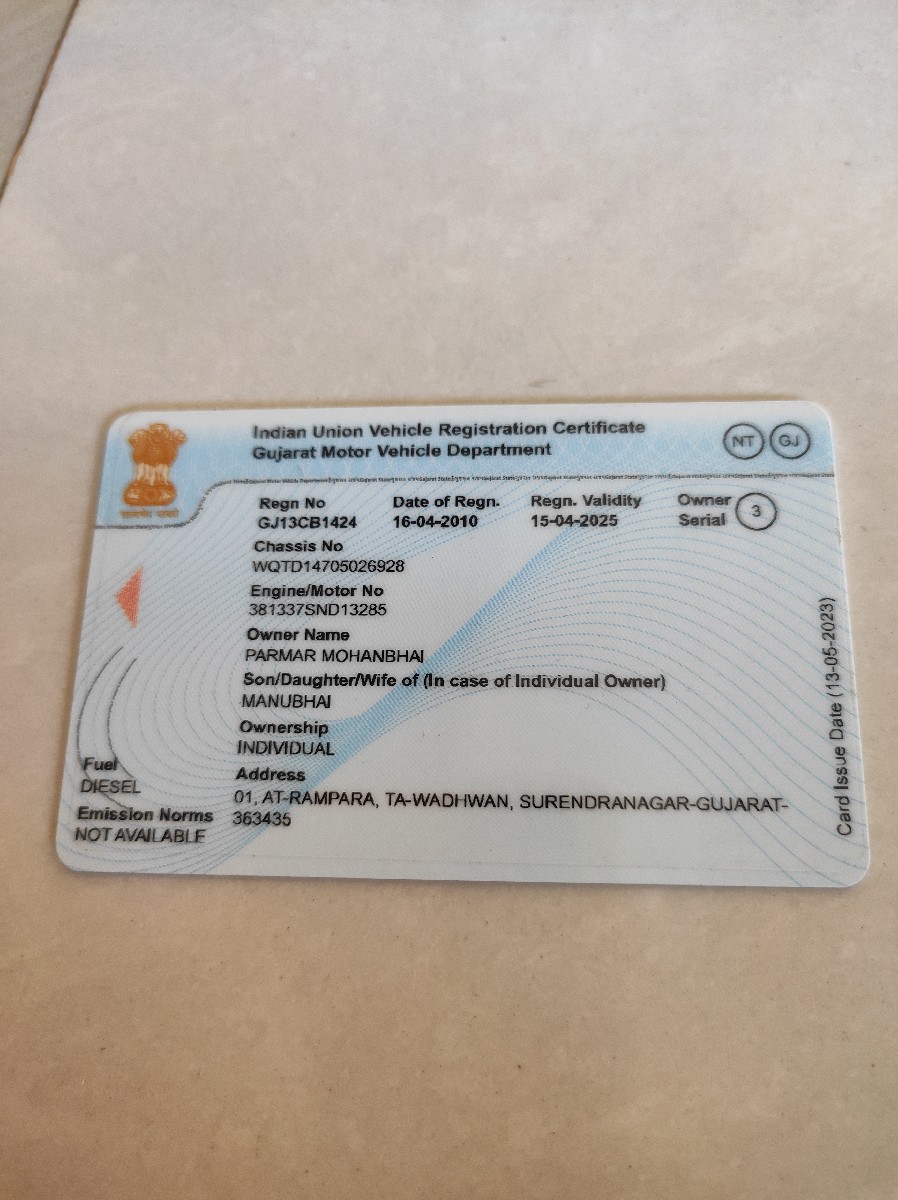 Indian Union Vehicle Registration Certificate
Gujarat Motor Vehicle Department
NT GJ
Regn No Date of Regn. Regn. Validity Owner Serial 3
GJ13CB1424 16-04-2010 15-04-2025
Chassis No
WQTD14705026928
Engine/Motor No
381337SND13285
Owner Name
PARMAR MOHANBHAI
Son/Daughter/Wife of (In case of Individual Owner)
MANUBHAI
Ownership
INDIVIDUAL
Fuel
DIESEL
Emission Norms
NOT AVAILABLE
Address
01, AT-RAMPARA, TA-WADHWAN, SURENDRANAGAR-GUJARAT-
363435
Card Issue Date (13-05-2023)